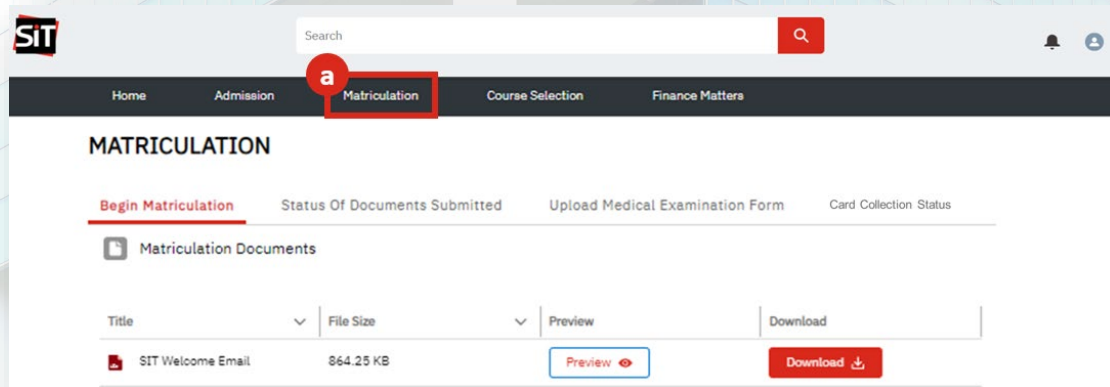 SiT
Search
a
Home Admission Matriculation Course Selection Finance Matters
MATRICULATION
Begin Matriculation Status Of Documents Submitted Upload Medical Examination Form Card Collection Status
Matriculation Documents
Title File Size Preview Download
SIT Welcome Email 864.25 KB Preview Download